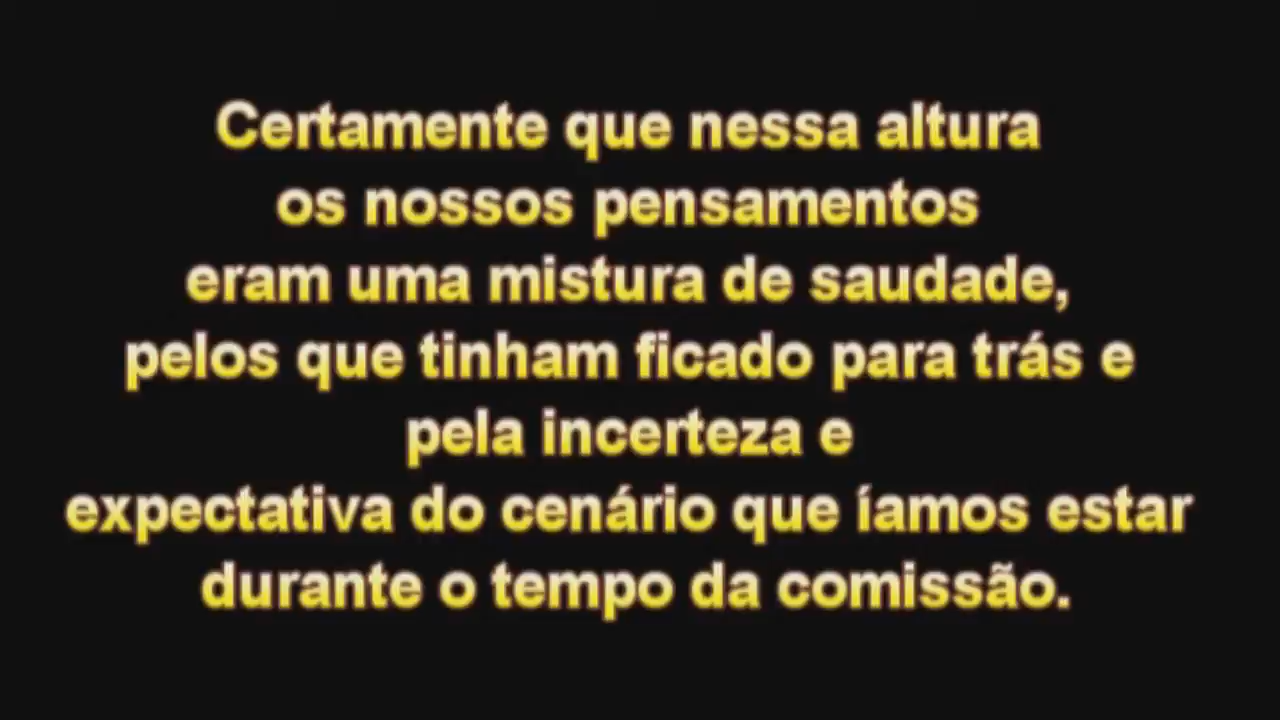 Certamente que nessa altura
os nossos pensamentos
eram uma mistura de saudade,
pelos que tinham ficado para trás e
pela incerteza e
expectativa do cenário que íamos estar
durante o tempo da comissão.